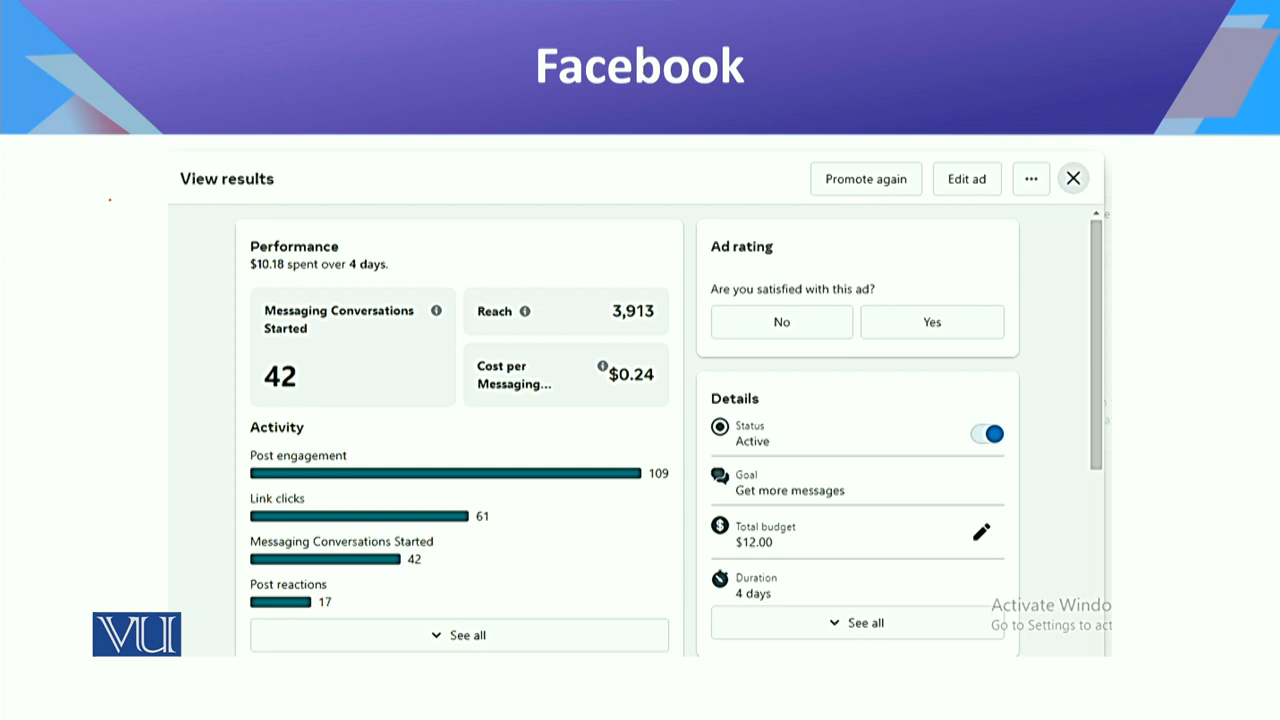 Facebook
View results
Promote again
Edit ad
Performance
$10.18 spent over 4 days.
Messaging Conversations
Started
42
Reach
3,913
Cost per
Messaging...
$0.24
Activity
Post engagement
109
Link clicks
61
Messaging Conversations Started
42
Post reactions
17
See all
Ad rating
Are you satisfied with this ad?
No
Yes
Details
Status
Active
Goal
Get more messages
Total budget
$12.00
Duration
4 days
See all
Activate Windo
Go to Settings to act
VU